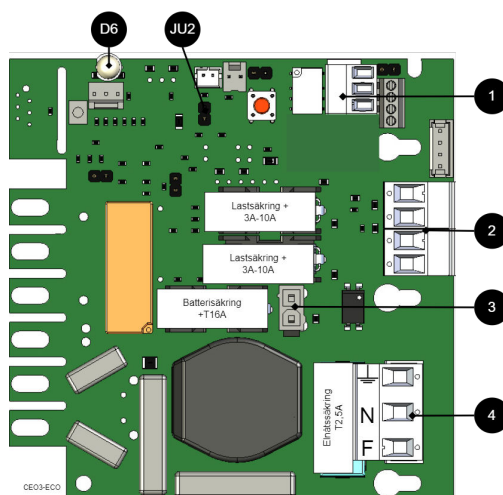 D6
JU2
1
Lastsäkring +
3A-10A
2
Lastsäkring +
3A-10A
Batterisäkring
+T16A
3
Elnätssäkring
T2,5A
N
F
4
CEO3-ECO